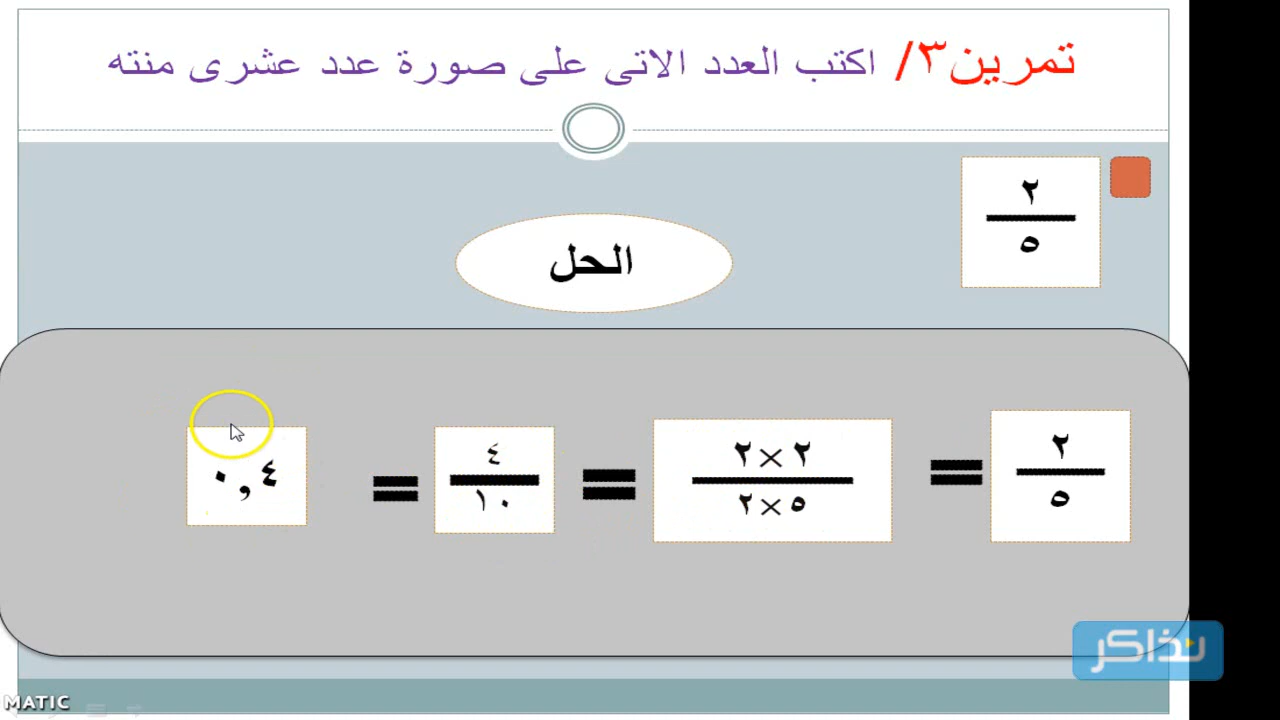 تمرين٣/ اكتب العدد الاتى على صورة عدد عشرى منته
٢
٥
الحل
٢
٥
=
٢ × ٢
٥ × ٢
=
٤
١٠
=
٠,٤
نذاكر
MATIC